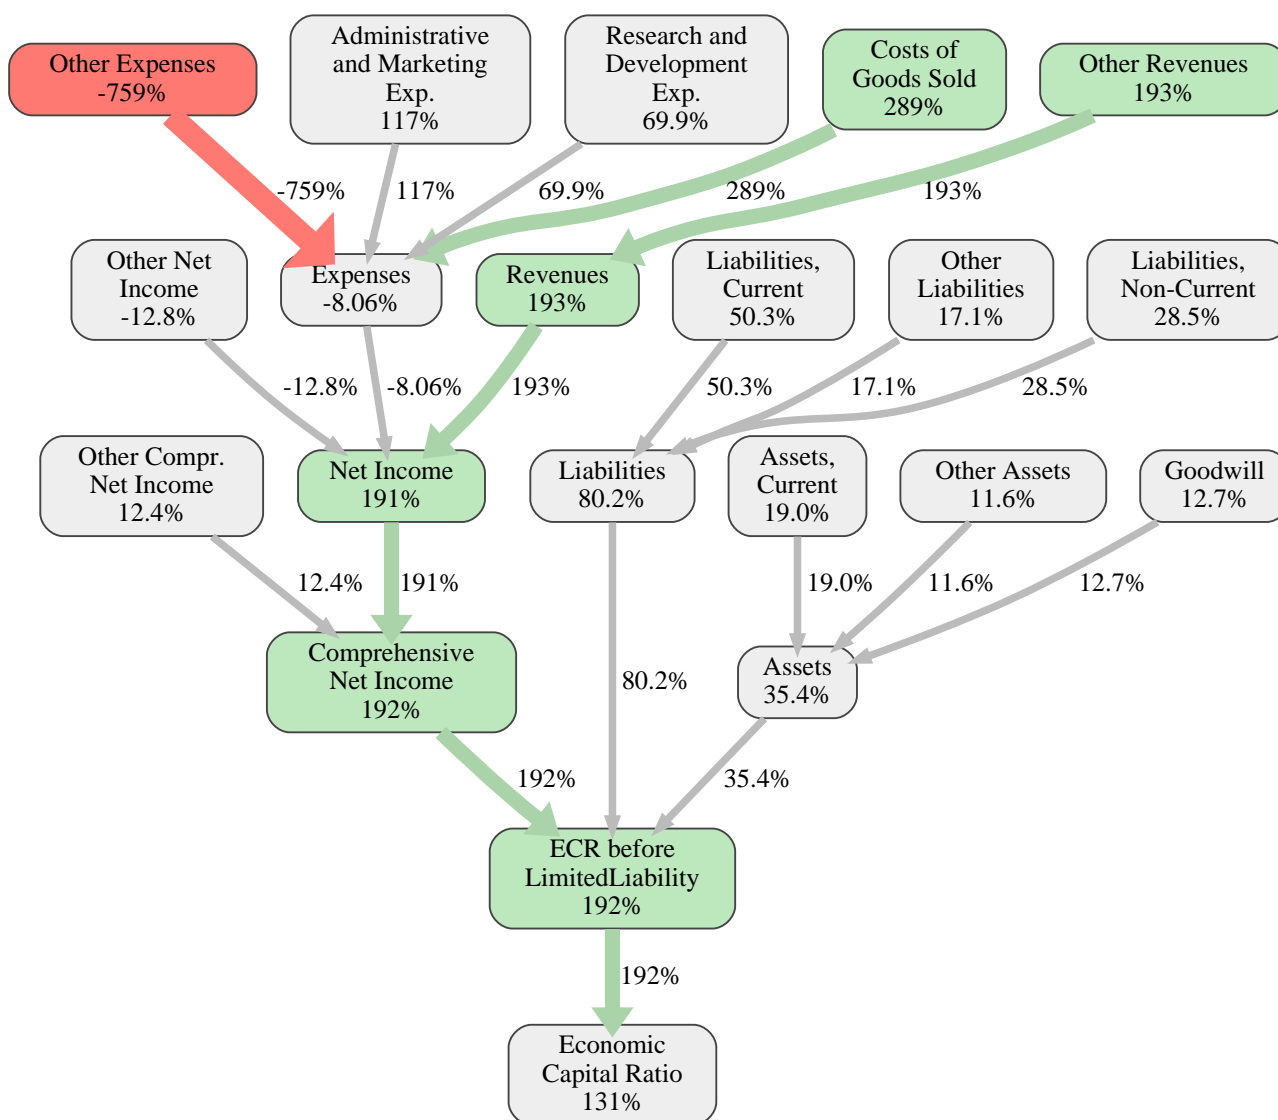 Other Expenses
-759%
Administrative
and Marketing
Exp.
117%
Research and
Development
Exp.
69.9%
Costs of
Goods Sold
289%
Other Revenues
193%
-759%
117%
69.9%
289%
193%
Other Net
Income
-12.8%
Expenses
-8.06%
Revenues
193%
Liabilities,
Current
50.3%
Other
Liabilities
17.1%
Liabilities,
Non-Current
28.5%
-12.8%
-8.06%
193%
50.3%
17.1%
28.5%
Other Compr.
Net Income
12.4%
Net Income
191%
Liabilities
80.2%
Assets,
Current
19.0%
Other Assets
11.6%
Goodwill
12.7%
12.4%
191%
19.0%
11.6%
12.7%
Comprehensive
Net Income
192%
80.2%
Assets
35.4%
192%
35.4%
ECR before
LimitedLiability
192%
192%
Economic
Capital Ratio
131%